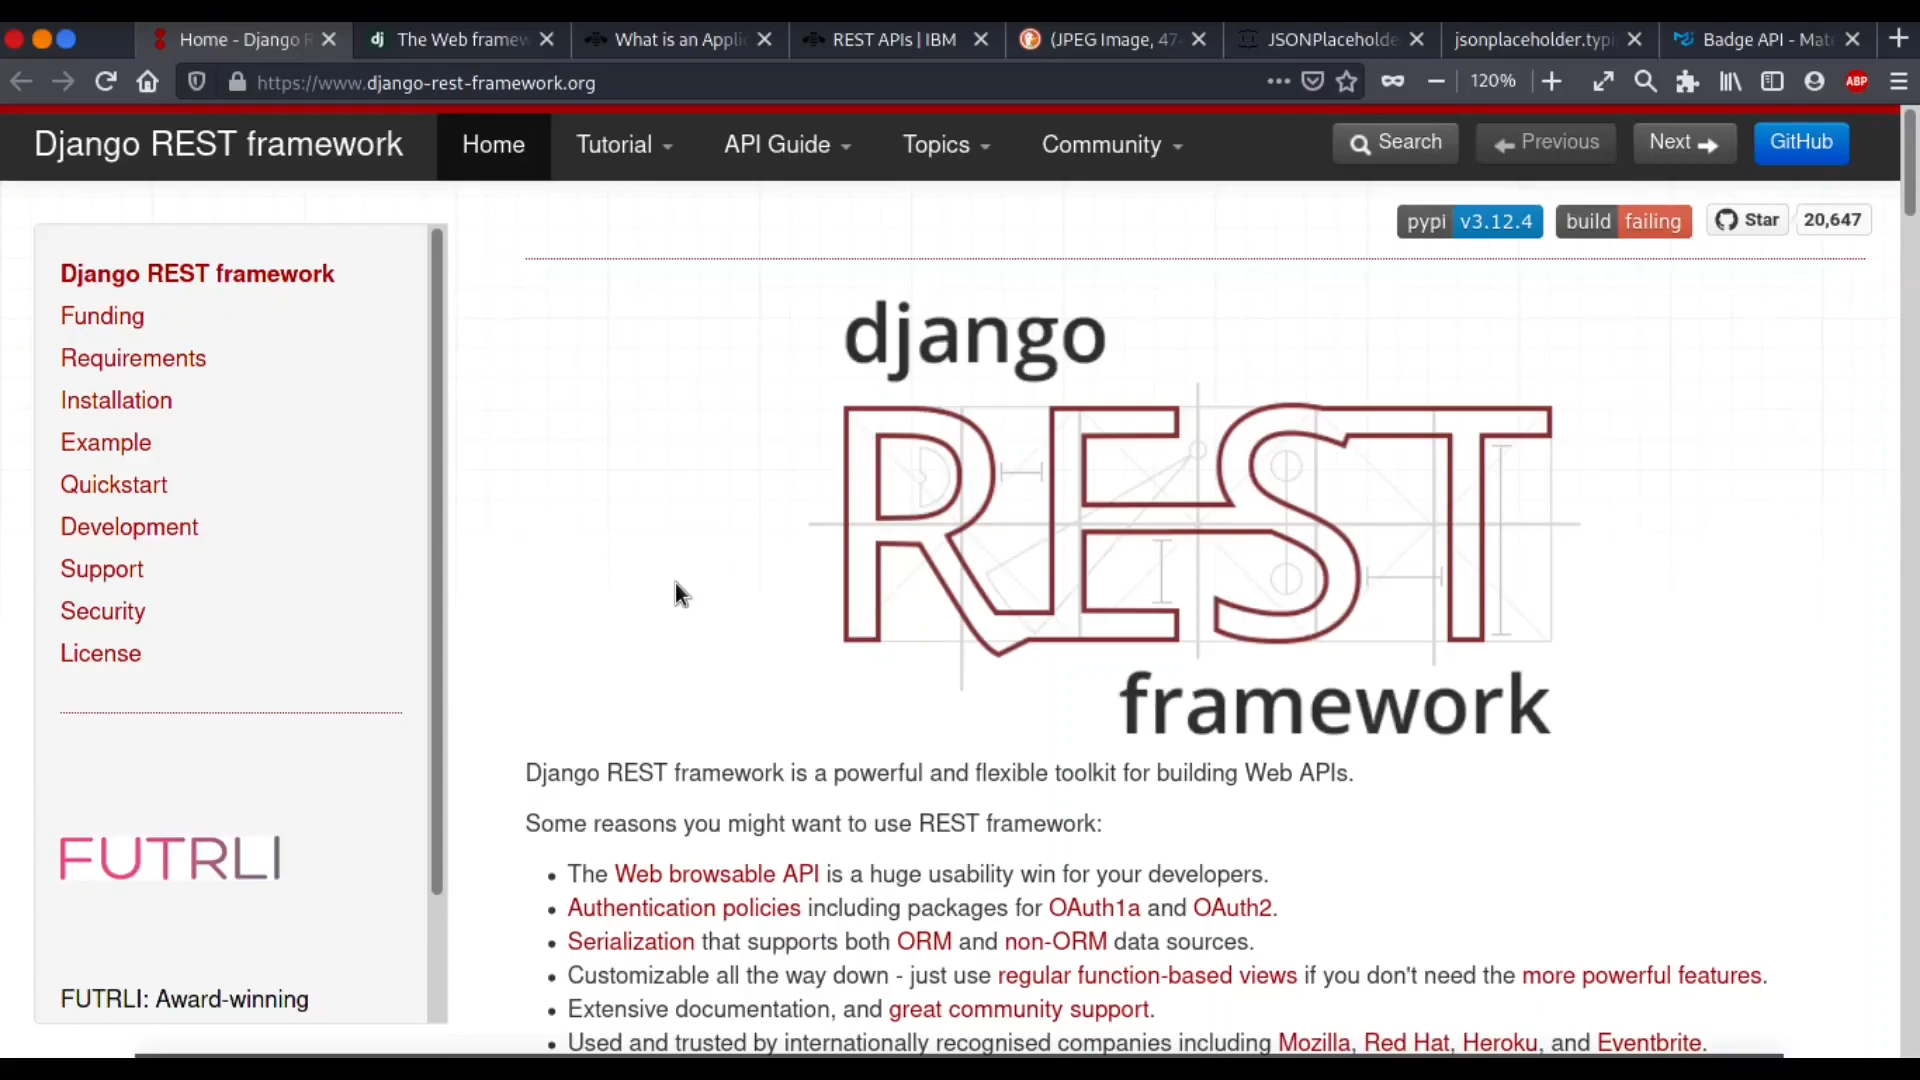 Home - Django R
The Web framew
What is an Appli
REST APIs | IBM
(JPEG Image, 47
JSONPlaceholde
jsonplaceholder.typi
Badge API - Mat
https://www.django-rest-framework.org
120%
ABP
Django REST framework
Home
Tutorial
API Guide
Topics
Community
Search
Previous
Next
GitHub
pypi v3.12.4
build failing
Star
20,647
Django REST framework
Funding
Requirements
Installation
Example
Quickstart
Development
Support
Security
License
FUTRLI
FUTRLI: Award-winning
django
REST
framework
Django REST framework is a powerful and flexible toolkit for building Web APIs.
Some reasons you might want to use REST framework:
The Web browsable API is a huge usability win for your developers.
Authentication policies including packages for OAuth1a and OAuth2.
Serialization that supports both ORM and non-ORM data sources.
Customizable all the way down - just use regular function-based views if you don't need the more powerful features.
Extensive documentation, and great community support.
Used and trusted by internationally recognised companies including Mozilla, Red Hat, Heroku, and Eventbrite.